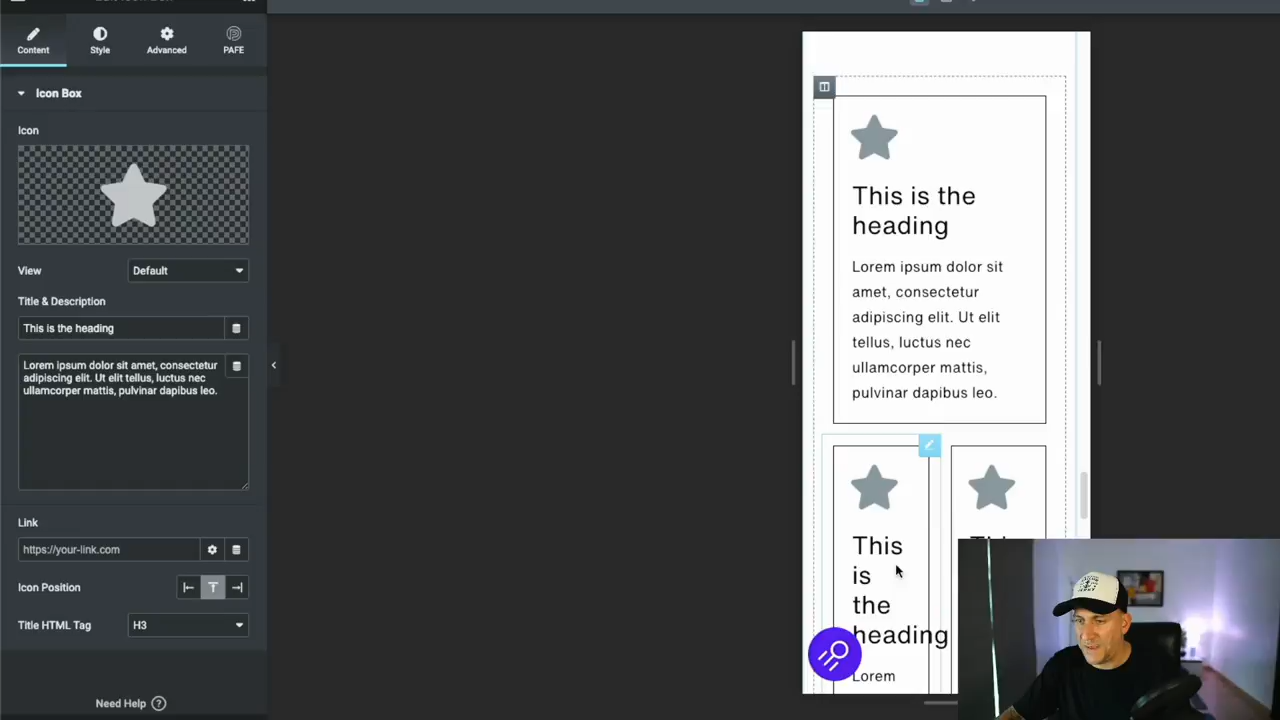 Content
Style
Advanced
PAFE
Icon Box
Icon
View
Default
Title & Description
This is the heading
Lorem ipsum dolor sit amet, consectetur
adipiscing elit. Ut elit tellus, luctus nec
ullamcorper mattis, pulvinar dapibus leo.
Link
https://your-link.com
Icon Position
Title HTML Tag
H3
Need Help
?
This is the
heading
Lorem ipsum dolor sit
amet, consectetur
adipiscing elit. Ut elit
tellus, luctus nec
ullamcorper mattis,
pulvinar dapibus leo.
This
is
the
heading
Lorem